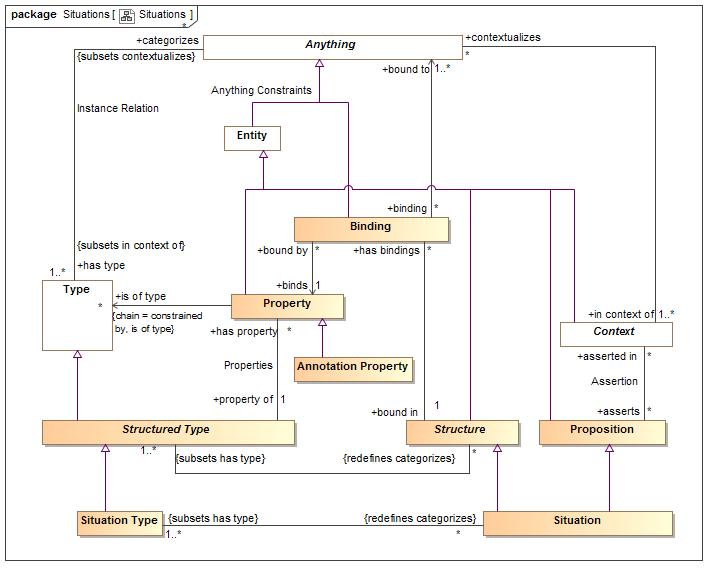 package Situations [ Situations ]
*
+categorizes
Anything
+contextualizes
{subsets contextualizes}
*
+bound to 1..*
Anything Constraints
Instance Relation
Entity
+binding *
Binding
{subsets in context of}
+bound by * +has bindings *
+has type
1..*
Type
+is of type
+binds 1
*
Property
{chain = constrained
by, is of type}
+in context of 1..*
+has property *
Context
+asserted in *
Properties
Annotation Property
Assertion
+property of 1
1
+bound in
+asserts *
Structured Type
Structure
Proposition
1..*
{subsets has type}
{redefines categorizes}
*
Situation Type
{subsets has type}
{redefines categorizes}
Situation
1..*
*